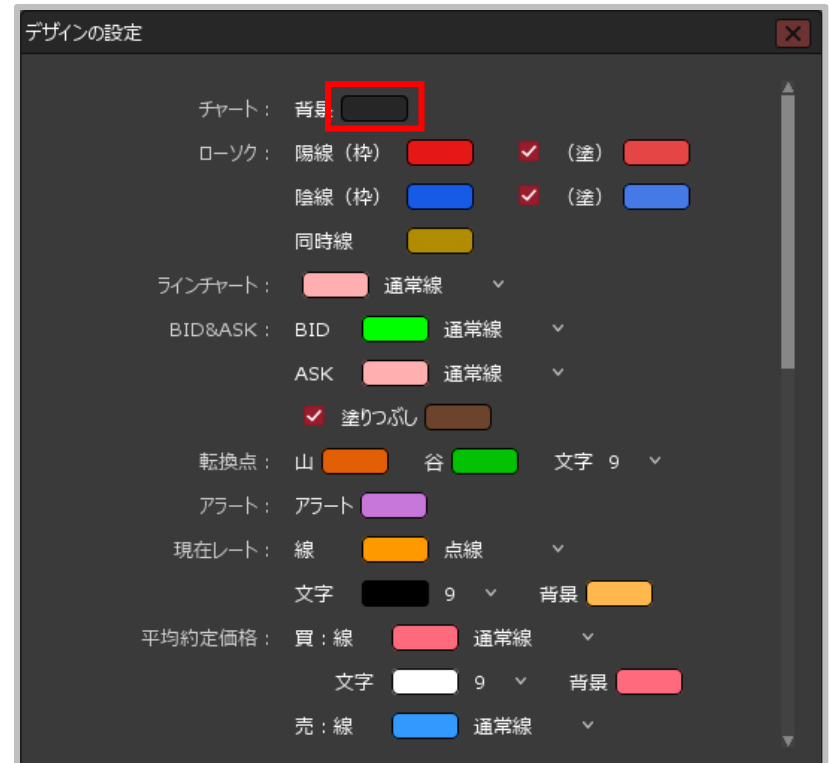 デザインの設定
チャート： 背景
ローソク： 陽線（枠） （塗）
陰線（枠） （塗）
同時線
ラインチャート： 通常線
BID&ASK： BID 通常線
ASK 通常線
塗りつぶし
転換点： 山 谷 文字 9
アラート： アラート
現在レート： 線 点線
文字 9 背景
平均約定価格： 買：線 通常線
文字 9 背景
売：線 通常線